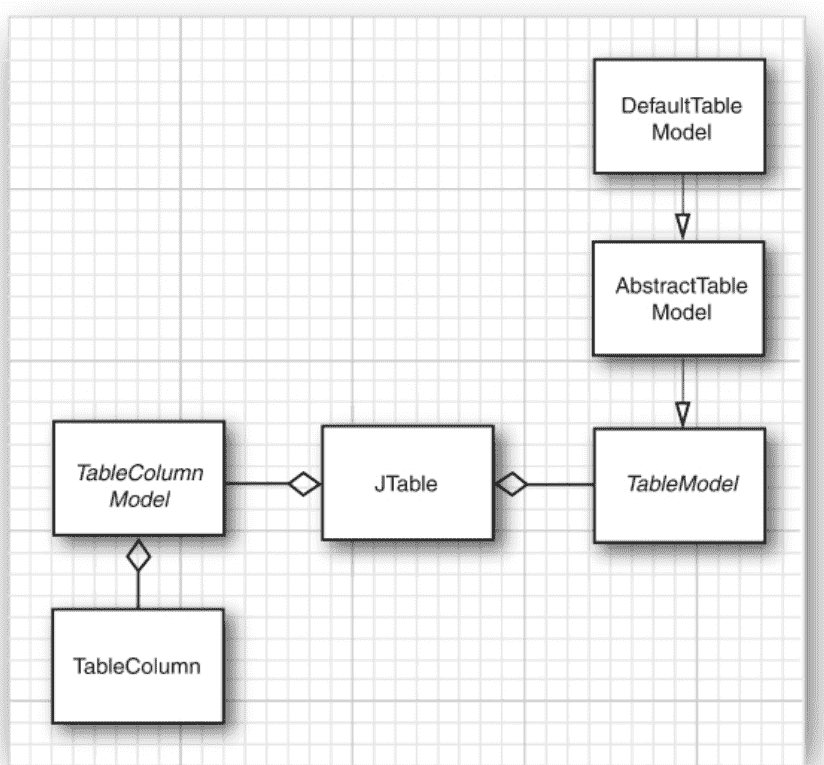 DefaultTable
Model
AbstractTable
Model
TableColumn
Model
JTable
TableModel
TableColumn